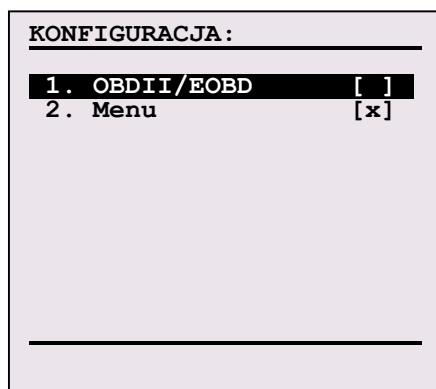 KONFIGURACJA:
1. OBDII/EOBD [ ]
2. Menu [x]